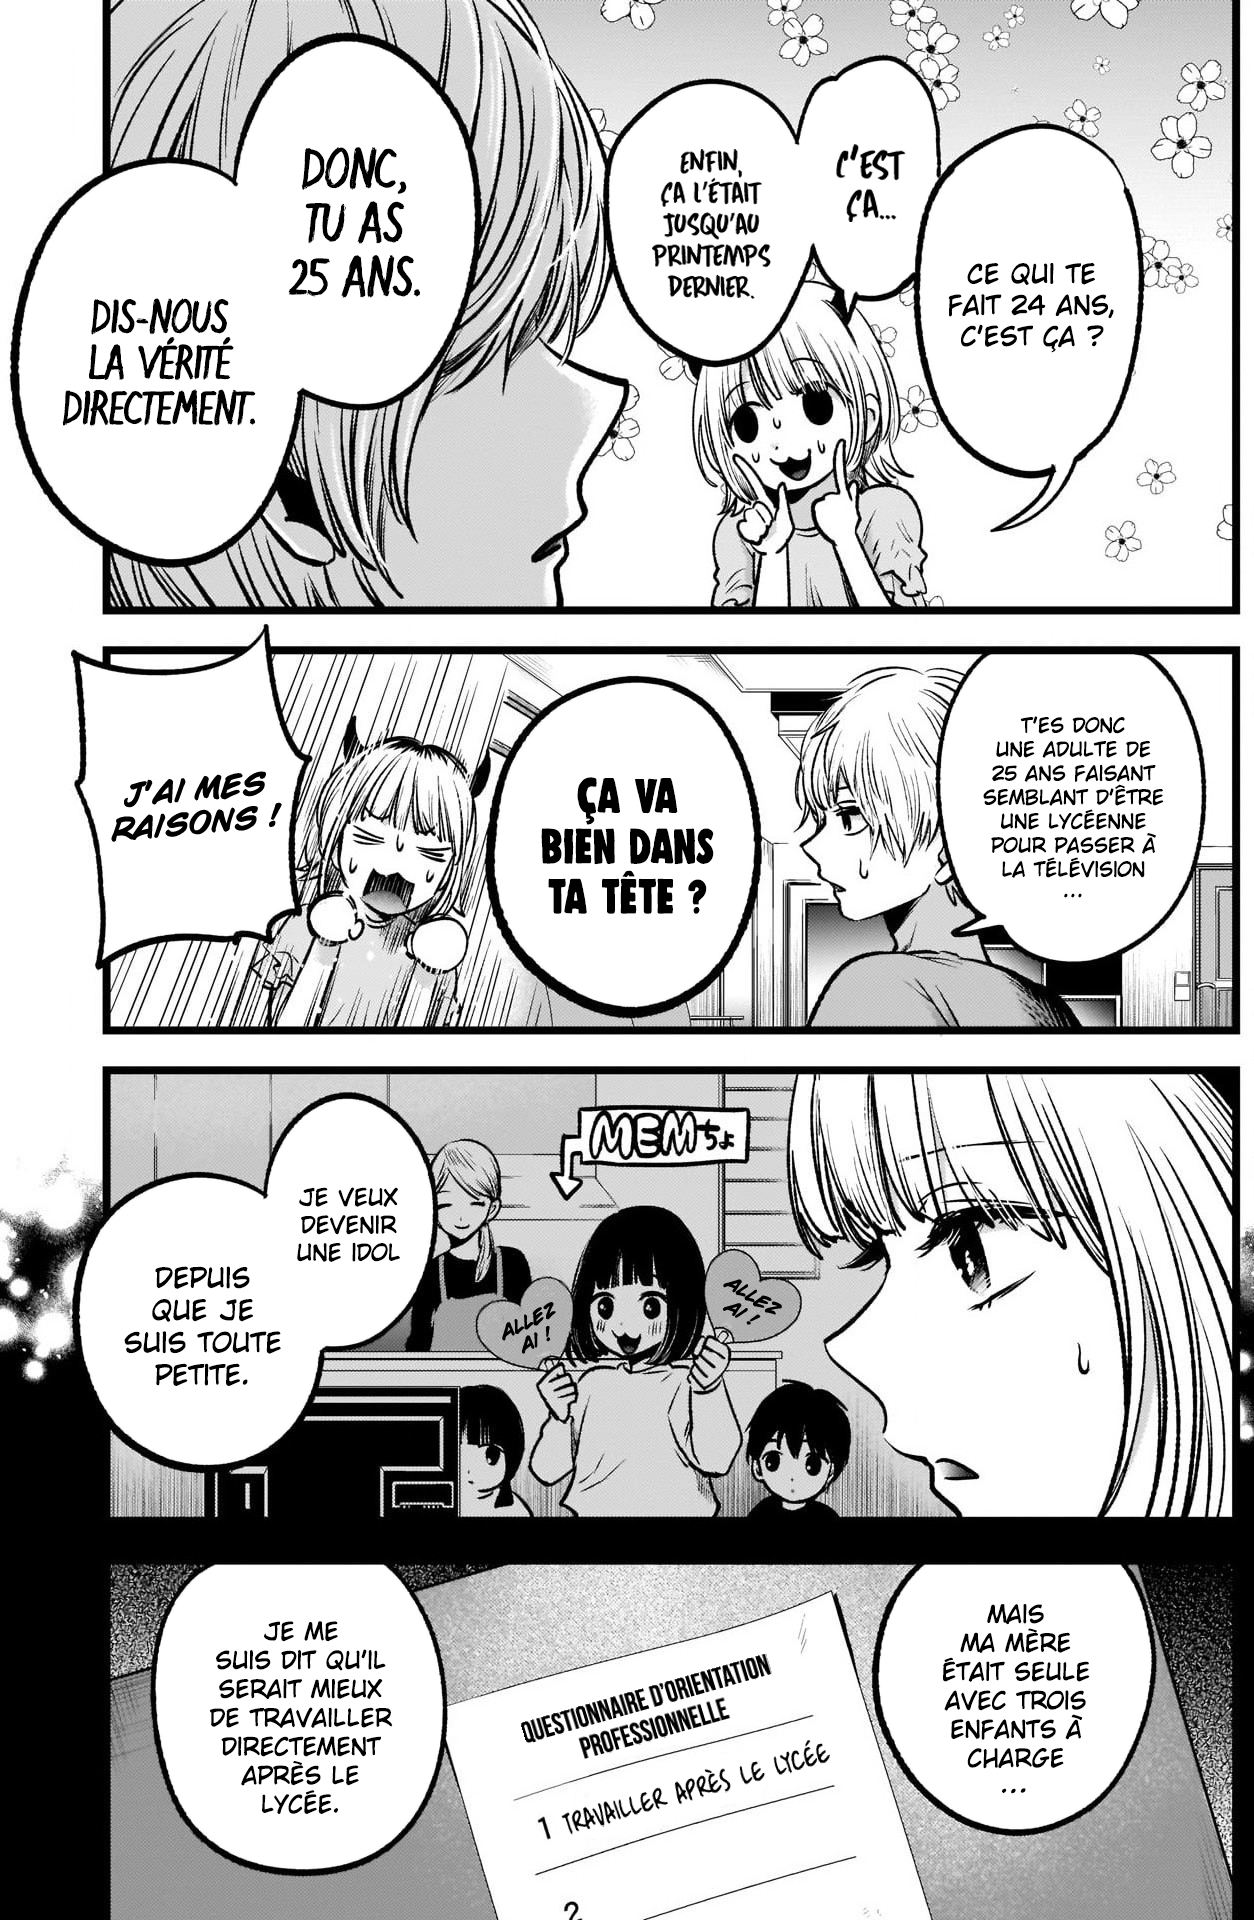 CE QUI TE
FAIT 24 ANS,
C'EST ÇA ?
C'EST
ÇA...
ENFIN,
ÇA L'ÉTAIT
JUSQU'AU
PRINTEMPS
DERNIER.
DONC,
TU AS
25 ANS.
DIS-NOUS
LA VÉRITÉ
DIRECTEMENT.
T'ES DONC
UNE ADULTE DE
25 ANS FAISANT
SEMBLANT D'ÊTRE
UNE LYCÉENNE
POUR PASSER À
LA TÉLÉVISION
...
ÇA VA
BIEN DANS
TA TÊTE ?
J'AI MES
RAISONS !
MEMちょ
JE VEUX
DEVENIR
UNE IDOL
DEPUIS
QUE JE
SUIS TOUTE
PETITE.
ALLEZ
AI !
ALLEZ
AI !
MAIS
MA MÈRE
ÉTAIT SEULE
AVEC TROIS
ENFANTS À
CHARGE
...
QUESTIONNAIRE D'ORIENTATION
PROFESSIONNELLE
1 TRAVAILLER APRÈS LE LYCÉE
2
JE ME
SUIS DIT QU'IL
SERAIT MIEUX
DE TRAVAILLER
DIRECTEMENT
APRÈS LE
LYCÉE.